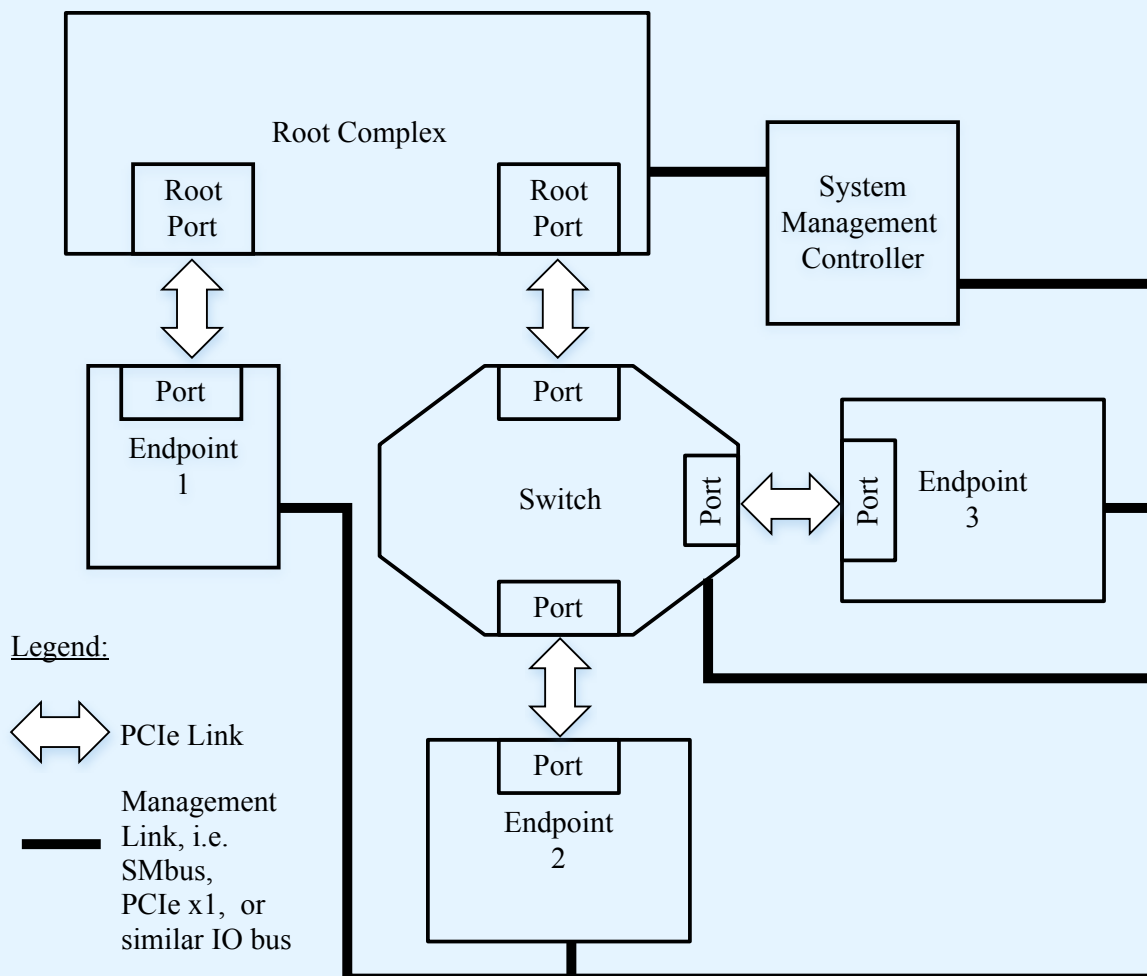 Root Complex
Root
Port
Root
Port
System
Management
Controller
Port
Endpoint
1
Port
Switch
Port
Port
Port
Endpoint
3
Port
Endpoint
2
Legend:
PCIe Link
Management
Link, i.e.
SMbus,
PCIe x1, or
similar IO bus